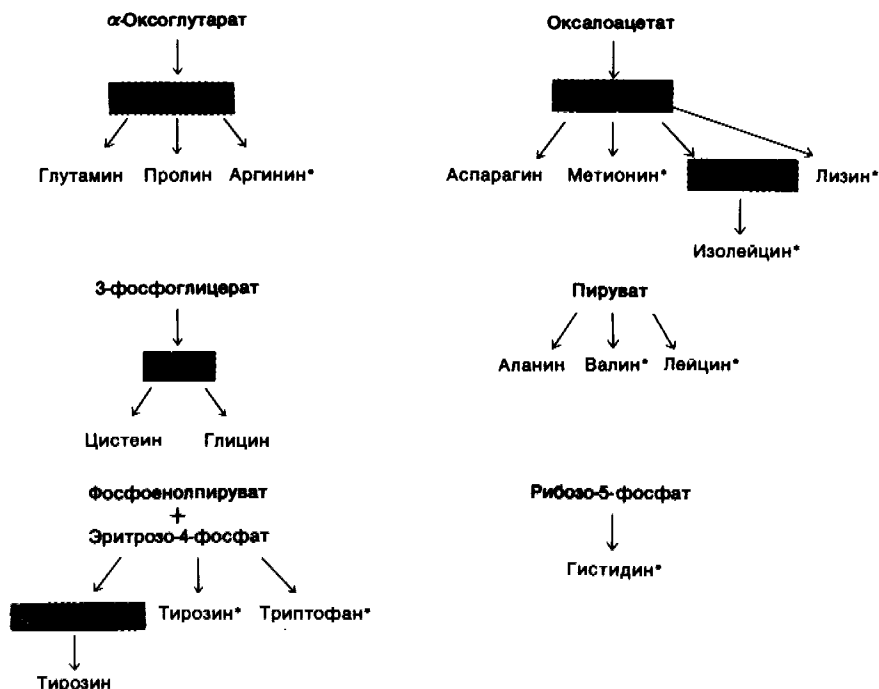 α-Оксоглутарат
Глутамин Пролин Аргинин*
Оксалоацетат
Аспарагин Метионин* Лизин*
Изолейцин*
3-фосфоглицерат
Цистеин Глицин
Пируват
Аланин Валин* Лейцин*
Фосфоенолпируват
+
Эритрозо-4-фосфат
Тирозин* Триптофан*
Тирозин
Рибозо-5-фосфат
Гистидин*